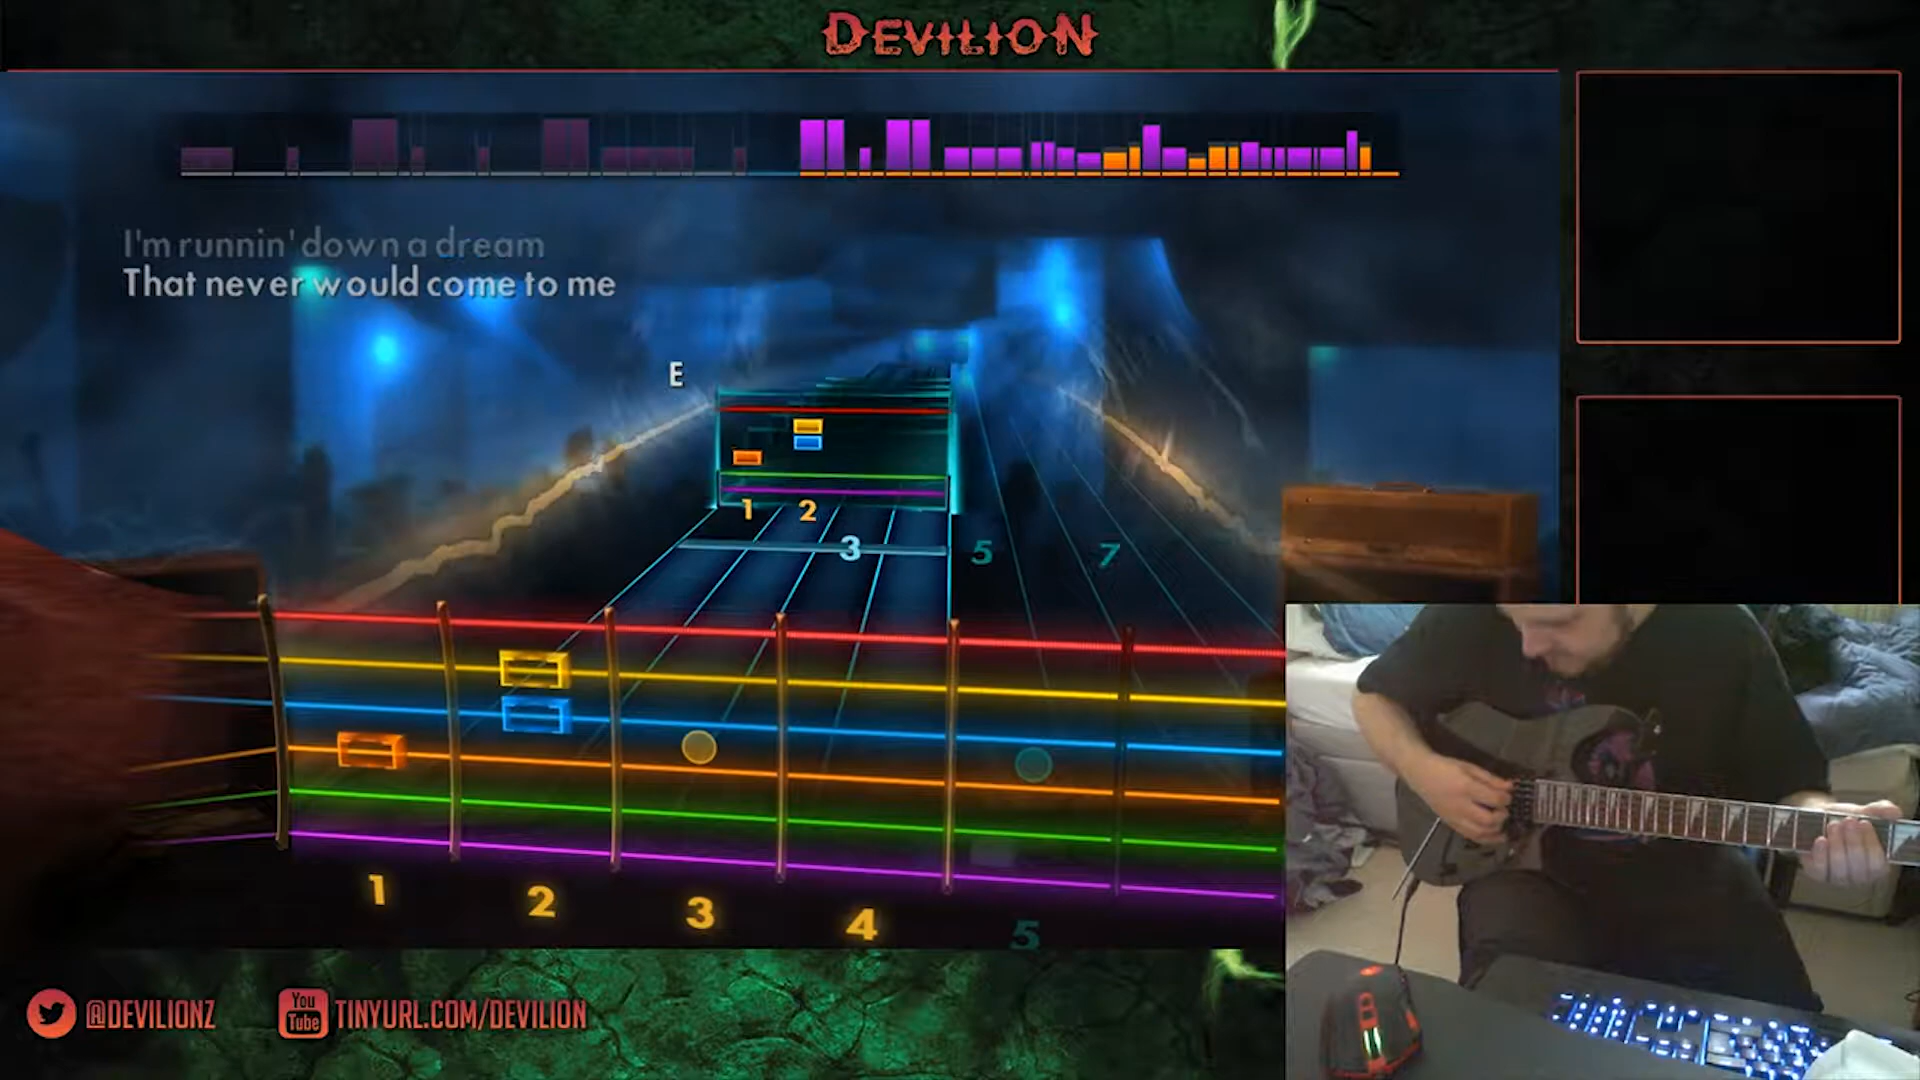 DEVILION
I'm runnin' down a dream
That never would come to me
E
1 2
3 5 7
1 2 3 4 5
@DEVILIONZ
You Tube TINYURL.COM/DEVILION